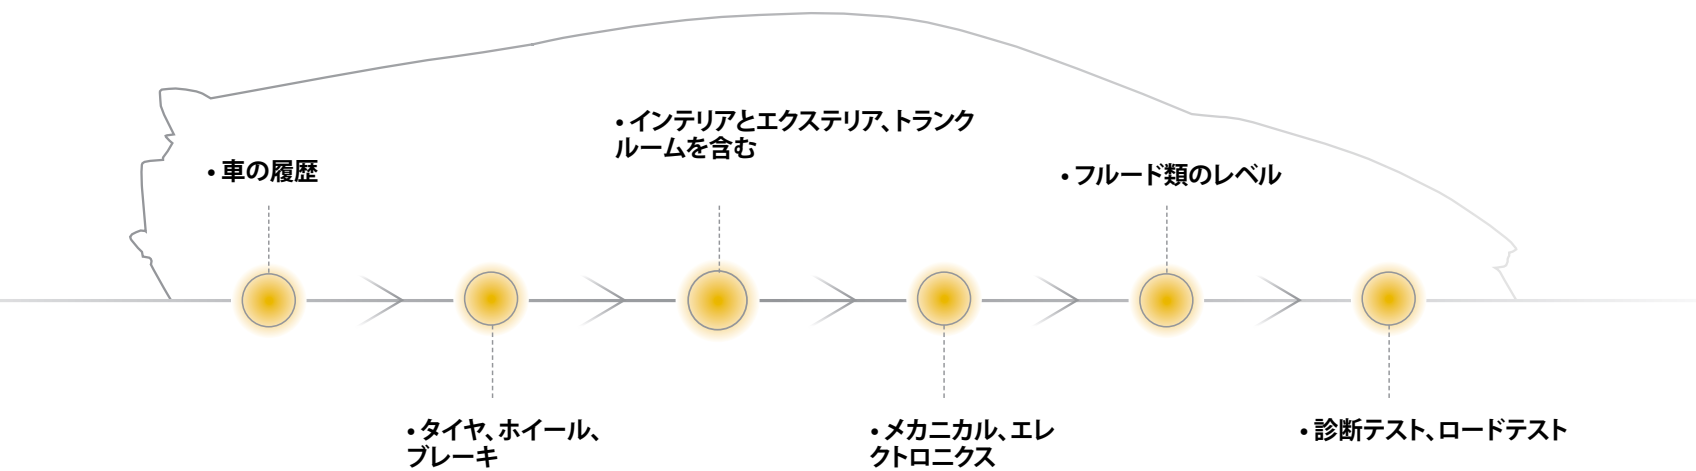 • 車の履歴
• タイヤ、ホイール、
ブレーキ
• インテリアとエクステリア、トランク
ルームを含む
• メカニカル、エレ
クトロニクス
• フルード類のレベル
• 診断テスト、ロードテスト